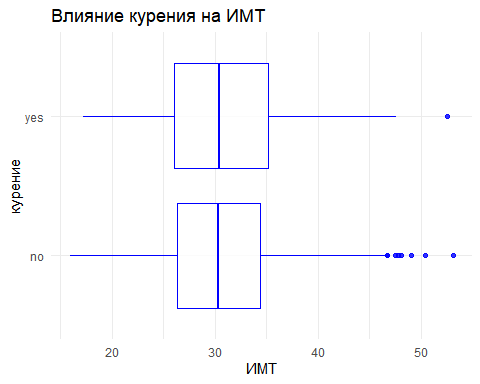 Влияние курения на ИМТ
yes
курение
no
20 30 40 50
ИМТ